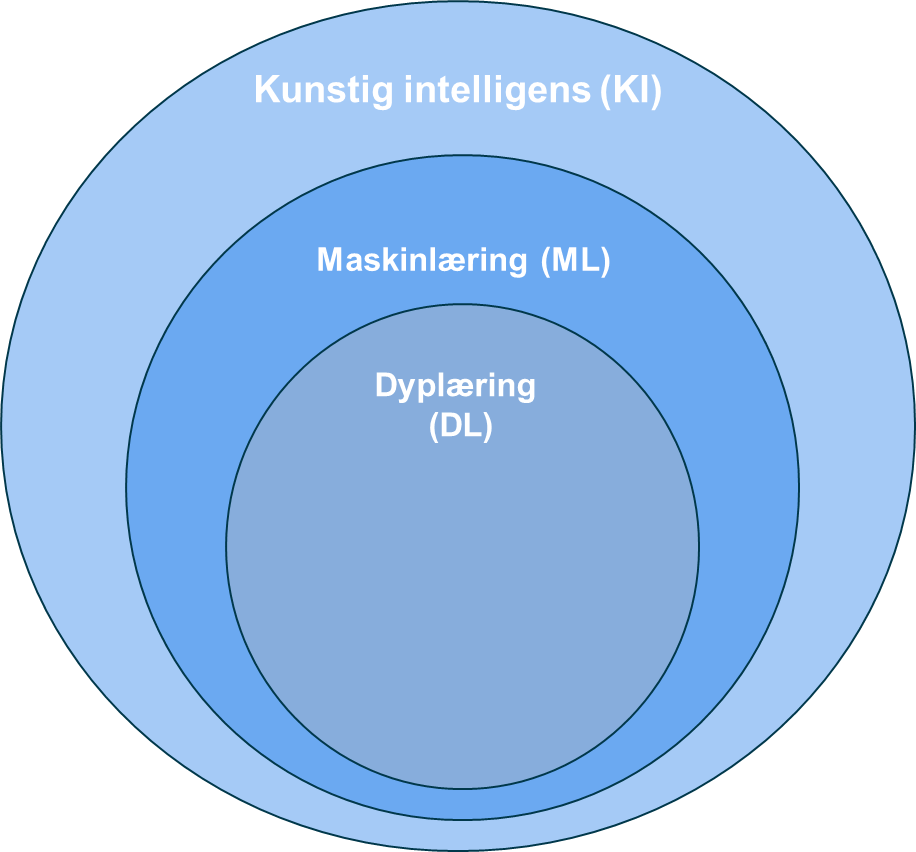 Kunstig intelligens (KI)
Maskinlæring (ML)
Dyplæring
(DL)